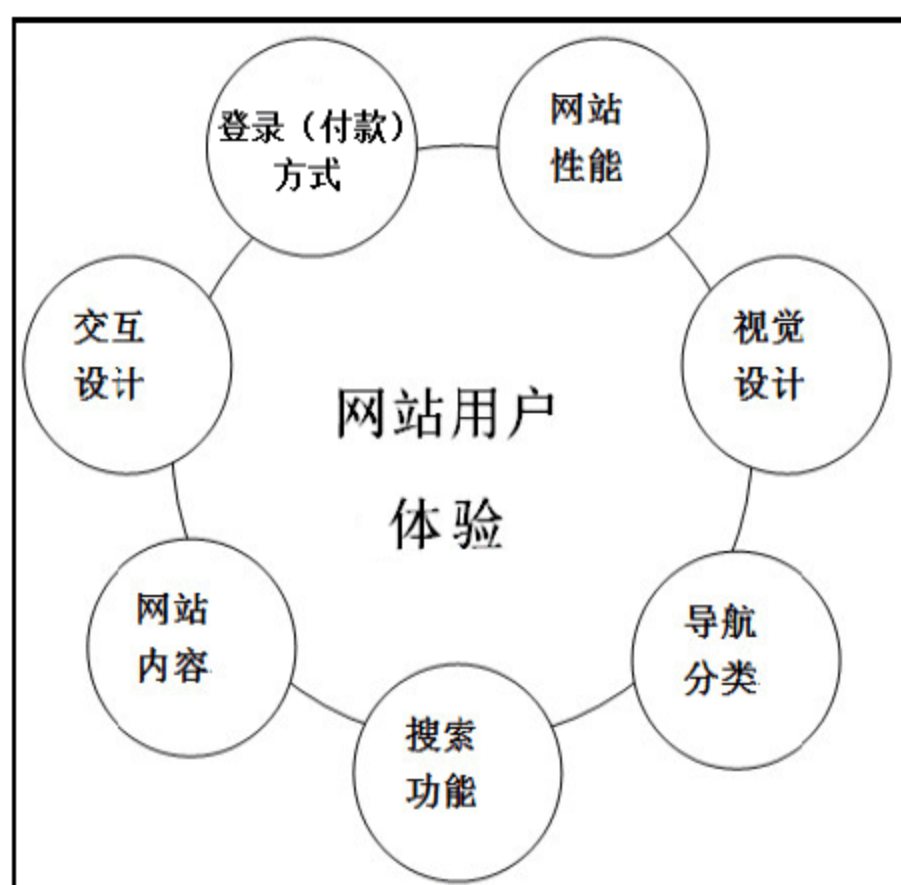 登录（付款）
方式
网站
性能
交互
设计
视觉
设计
网站用户
体验
网站
内容
导航
分类
搜索
功能